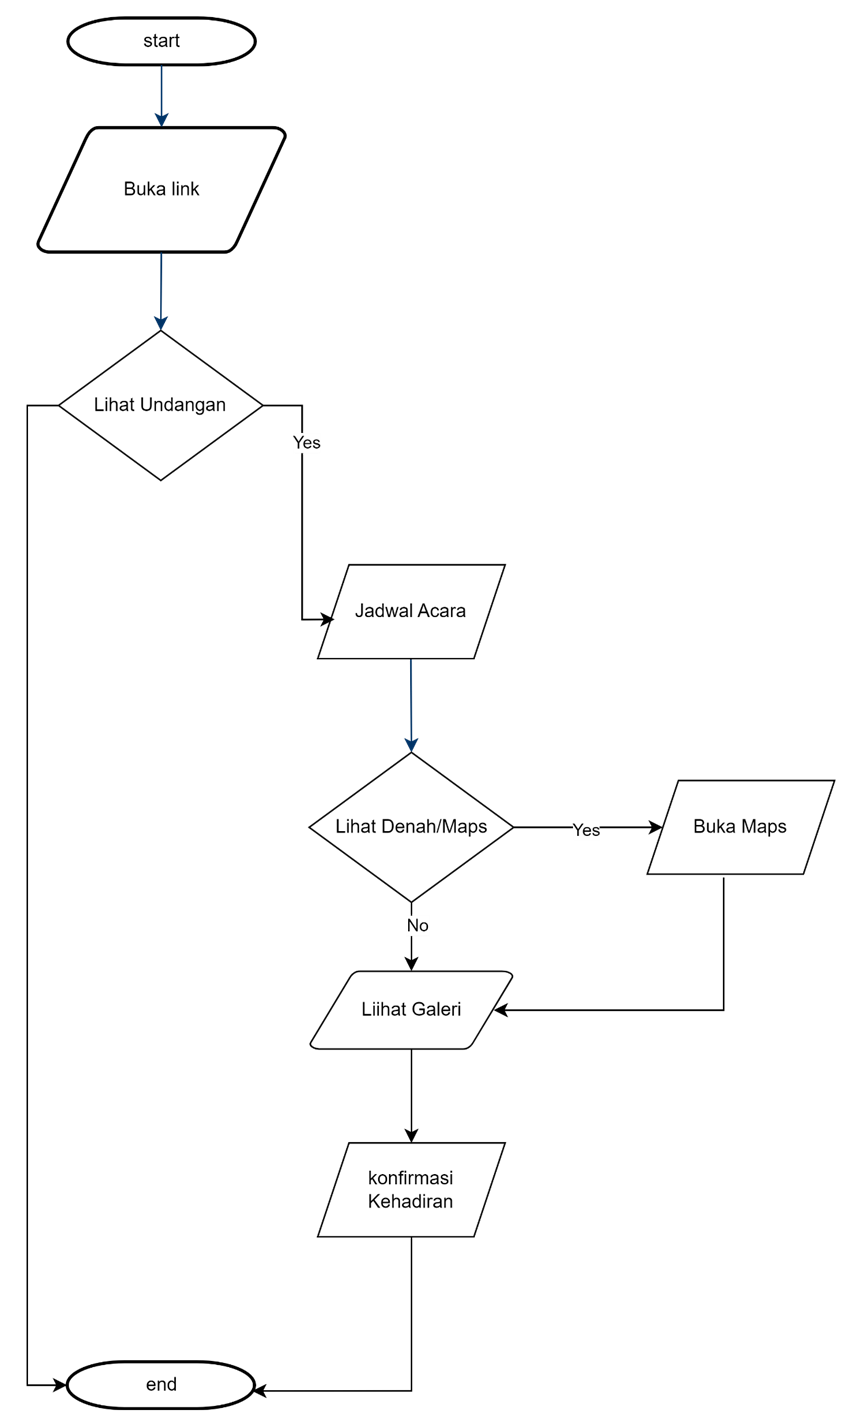 start
Buka link
Lihat Undangan
Yes
Jadwal Acara
Lihat Denah/Maps
Yes
Buka Maps
No
Liihat Galeri
konfirmasi
Kehadiran
end